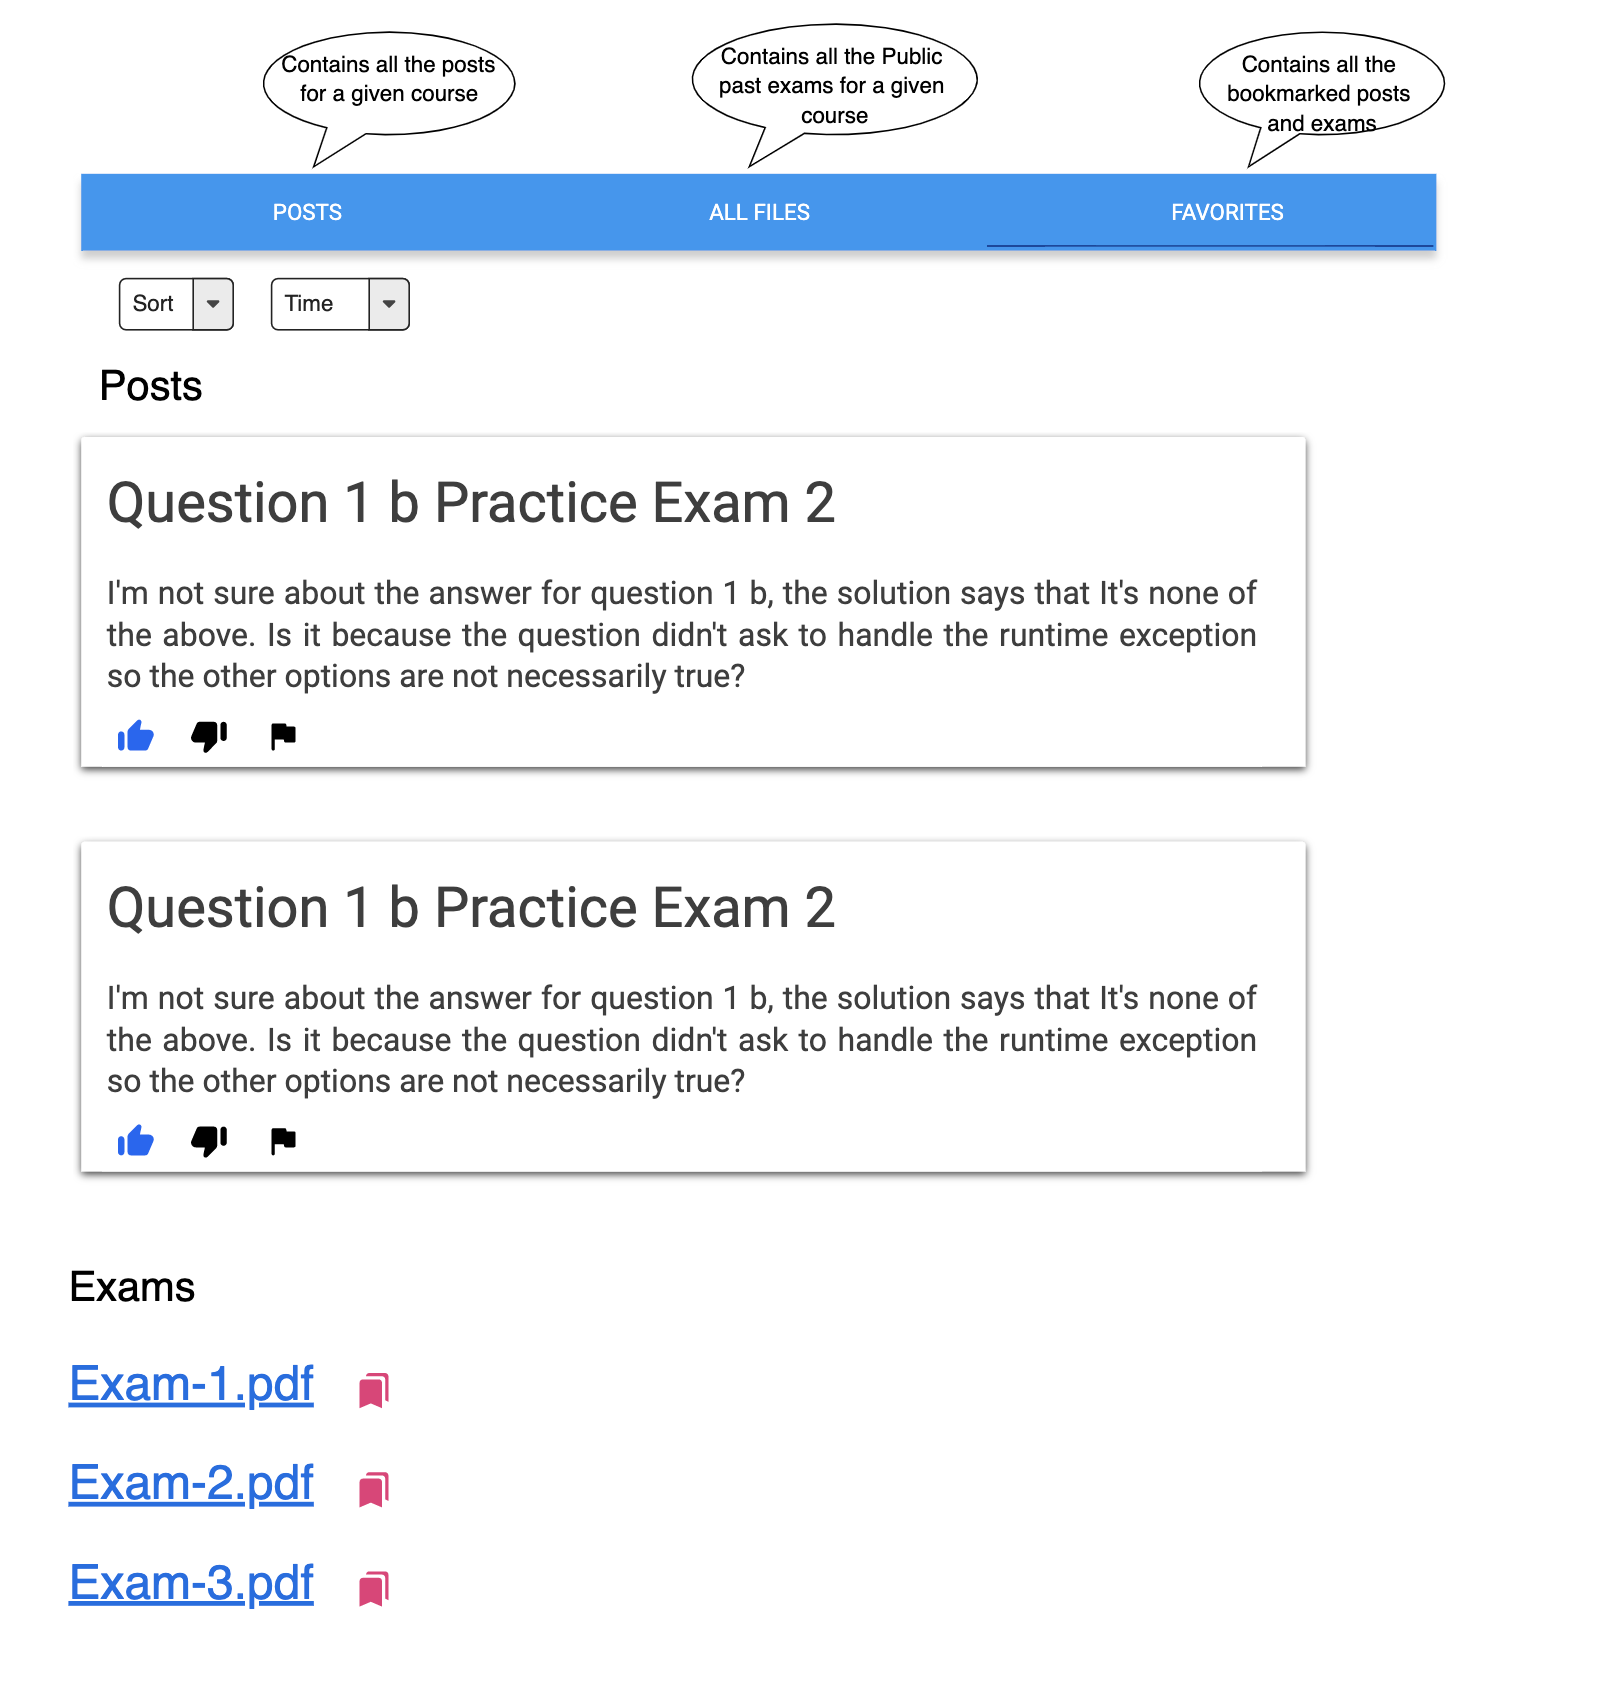 Contains all the posts
for a given course
Contains all the Public
past exams for a given
course
Contains all the
bookmarked posts
and exams
POSTS
ALL FILES
FAVORITES
Sort
Time
Posts
Question 1 b Practice Exam 2
I'm not sure about the answer for question 1 b, the solution says that It's none of
the above. Is it because the question didn't ask to handle the runtime exception
so the other options are not necessarily true?
Question 1 b Practice Exam 2
I'm not sure about the answer for question 1 b, the solution says that It's none of
the above. Is it because the question didn't ask to handle the runtime exception
so the other options are not necessarily true?
Exams
Exam-1.pdf
Exam-2.pdf
Exam-3.pdf